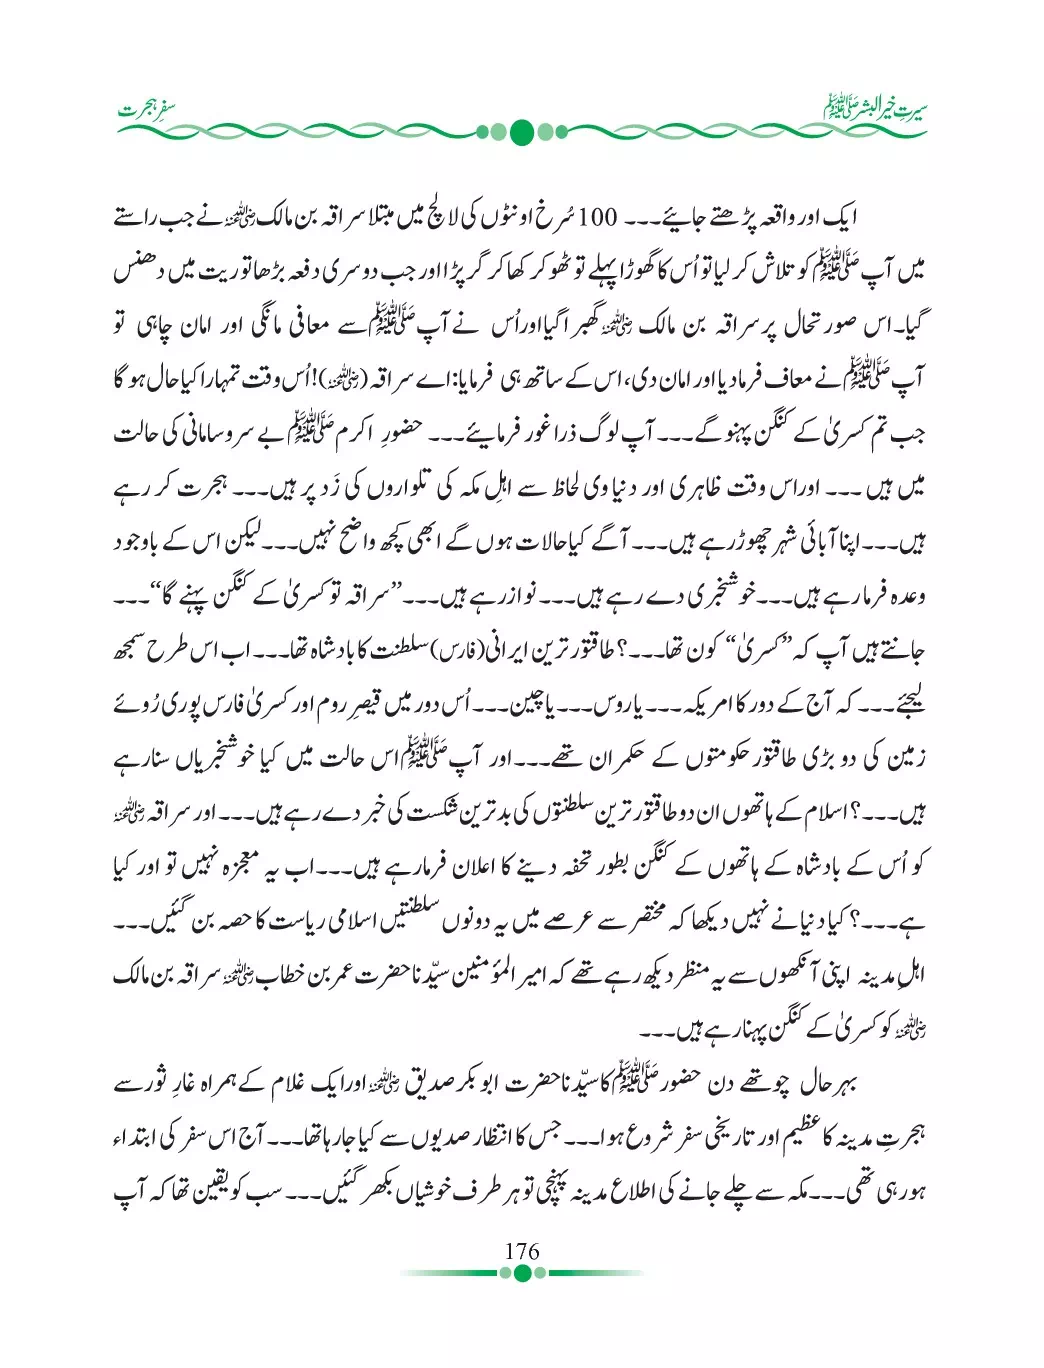 سیرتِ خیر البشر ﷺ
سفرِ ہجرت
ایک اور واقعہ پڑھتے جائیے۔۔۔ 100 سُرخ اونٹوں کی لالچ میں مبتلا سراقہ بن مالک رضی اللہ عنہ نے جب راستے
میں آپ ﷺ کو تلاش کر لیا تو اُس کا گھوڑا پہلے تو ٹھوکر کھا کر گر پڑا اور جب دوسری دفعہ بڑھا تو ریت میں دھنس
گیا۔ اس صورتحال پر سراقہ بن مالک رضی اللہ عنہ گھبرا گیا اور اُس نے آپ ﷺ سے معافی مانگی اور امان چاہی تو
آپ ﷺ نے معاف فرما دیا اور امان دی، اس کے ساتھ ہی فرمایا: اے سراقہ (رضی اللہ عنہ)! اُس وقت تمہارا کیا حال ہو گا
جب تم کسریٰ کے کنگن پہنو گے۔۔۔ آپ لوگ ذرا غور فرمائیے۔۔۔ حضورِ اکرم ﷺ بے سرو سامانی کی حالت
میں ہیں ۔۔۔ اور اس وقت ظاہری اور دنیاوی لحاظ سے اہلِ مکہ کی تلواروں کی زَد پر ہیں۔۔۔ ہجرت کر رہے
ہیں۔۔۔ اپنا آبائی شہر چھوڑ رہے ہیں۔۔۔ آگے کیا حالات ہوں گے ابھی کچھ واضح نہیں۔۔۔ لیکن اس کے باوجود
وعدہ فرما رہے ہیں۔۔۔ خوشخبری دے رہے ہیں۔۔۔ نواز رہے ہیں۔۔۔ ”سراقہ تو کسریٰ کے کنگن پہنے گا“۔۔۔
جانتے ہیں آپ کہ ”کسریٰ“ کون تھا۔۔۔؟ طاقتور ترین ایرانی (فارس) سلطنت کا بادشاہ تھا۔۔۔ اب اس طرح سمجھ
لیجئے۔۔۔ کہ آج کے دور کا امریکہ۔۔۔ یا روس۔۔۔ یا چین۔۔۔ اُس دور میں قیصرِ روم اور کسریٰ فارس پوری رُوئے
زمین کی دو بڑی طاقتور حکومتوں کے حکمران تھے۔۔۔ اور آپ ﷺ اس حالت میں کیا خوشخبریاں سنا رہے
ہیں۔۔۔؟ اسلام کے ہاتھوں ان دو طاقتور ترین سلطنتوں کی بدترین شکست کی خبر دے رہے ہیں۔۔۔ اور سراقہ رضی اللہ عنہ
کو اُس کے بادشاہ کے ہاتھوں کے کنگن بطور تحفہ دینے کا اعلان فرما رہے ہیں۔۔۔ اب یہ معجزہ نہیں تو اور کیا
ہے۔۔۔؟ کیا دنیا نے نہیں دیکھا کہ مختصر سے عرصے میں یہ دونوں سلطنتیں اسلامی ریاست کا حصہ بن گئیں۔۔۔
اہلِ مدینہ اپنی آنکھوں سے یہ منظر دیکھ رہے تھے کہ امیر المؤمنین سیّدنا حضرت عمر بن خطاب رضی اللہ عنہ سراقہ بن مالک
رضی اللہ عنہ کو کسریٰ کے کنگن پہنا رہے ہیں۔۔۔
بہرحال چوتھے دن حضور ﷺ کا سیّدنا حضرت ابوبکر صدیق رضی اللہ عنہ اور ایک غلام کے ہمراہ غارِ ثور سے
ہجرتِ مدینہ کا عظیم اور تاریخی سفر شروع ہوا۔۔۔ جس کا انتظار صدیوں سے کیا جا رہا تھا۔۔۔ آج اس سفر کی ابتداء
ہو رہی تھی۔۔۔ مکہ سے چلے جانے کی اطلاع مدینہ پہنچی تو ہر طرف خوشیاں بکھر گئیں۔۔۔ سب کو یقین تھا کہ آپ
176